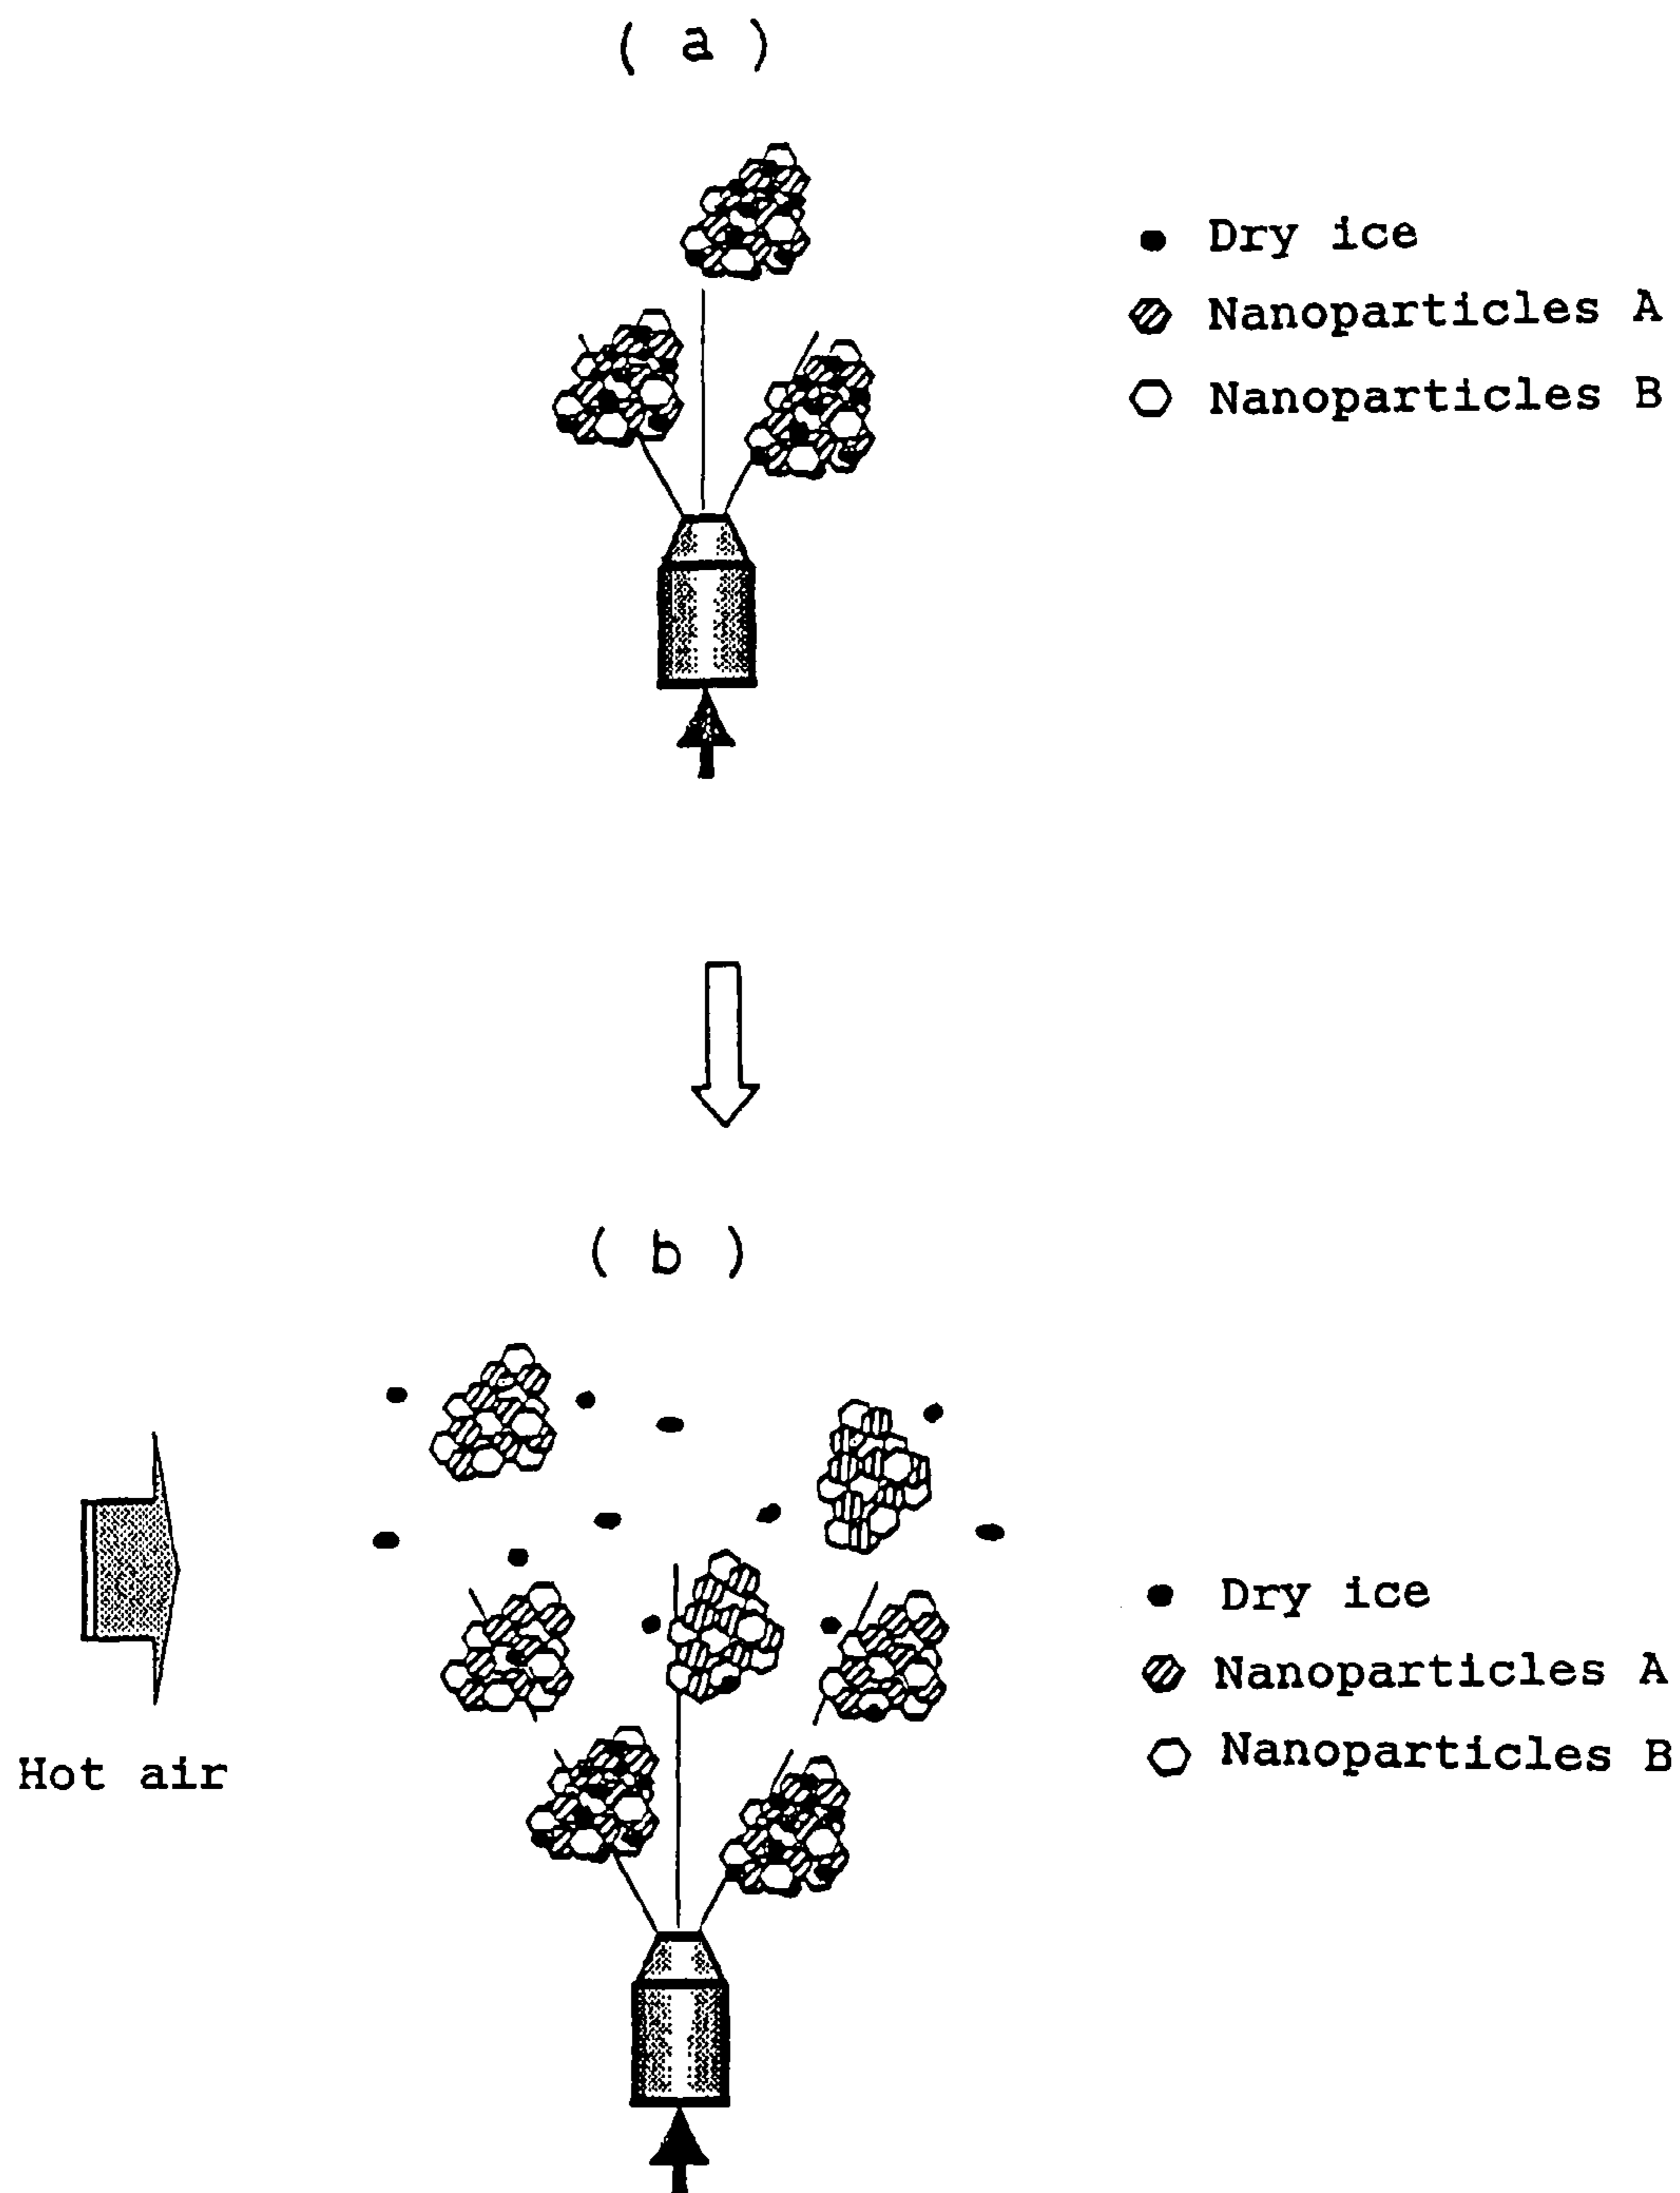 ( a )
Dry ice
Nanoparticles A
Nanoparticles B
( b )
Hot air
Dry ice
Nanoparticles A
Nanoparticles B